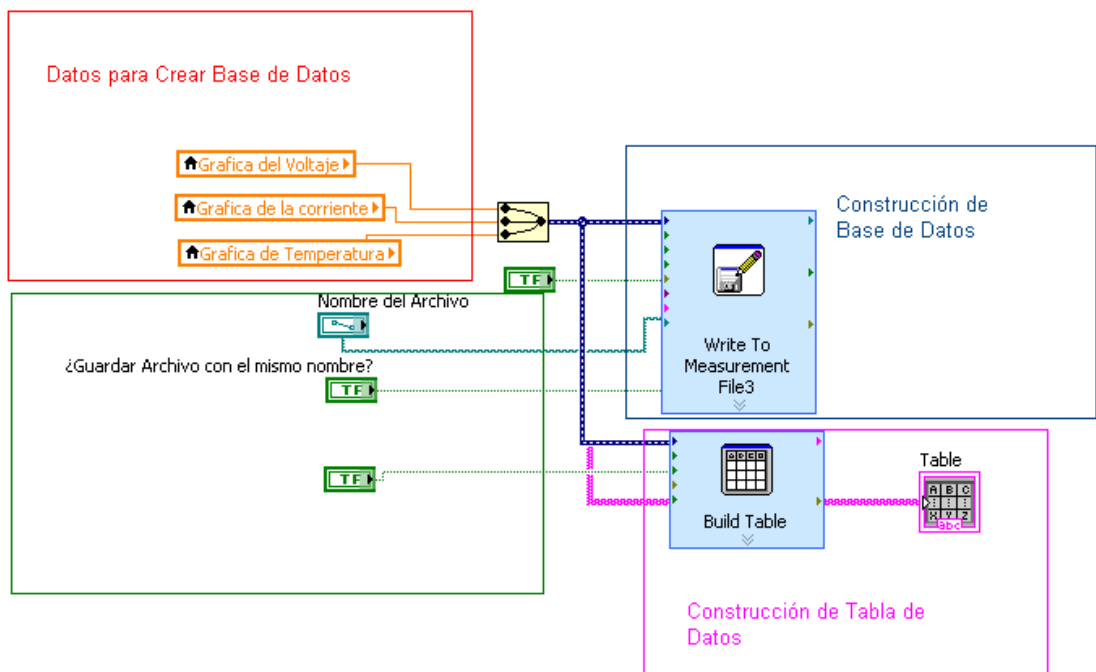 Datos para Crear Base de Datos
Grafica del Voltaje
Grafica de la corriente
Grafica de Temperatura
TF
Construcción de
Base de Datos
Write To
Measurement
File3
Nombre del Archivo
¿Guardar Archivo con el mismo nombre?
TF
TF
Build Table
Table
A B C D
A B C
X Y Z
abc
Construcción de Tabla de
Datos